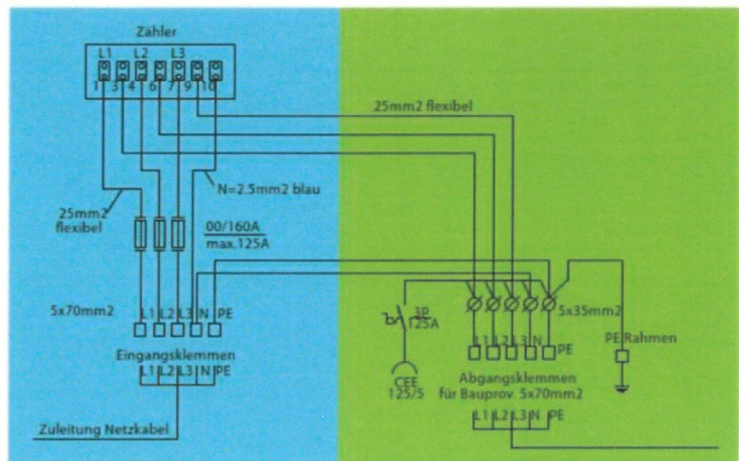 Zähler
L1 L2 L3
1 3 4 6 7 9 10
25mm2 flexibel
N=2.5mm2 blau
25mm2
flexibel
00/160A
max.125A
5x70mm2
L1 L2 L3 N PE
Eingangsklemmen
L1 L2 L3 N PE
Zuleitung Netzkabel
3P
125A
5x35mm2
L1 L2 L3 N PE
PE Rahmen
CEE
125/5
Abgangsklemmen
für Bauprov. 5x70mm2
L1 L2 L3 N PE